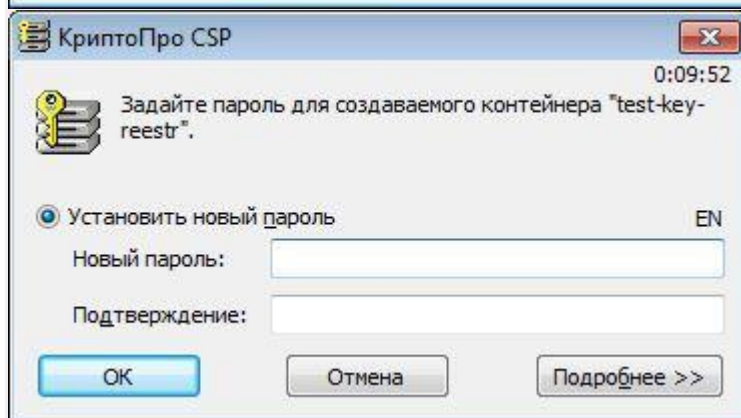 КриптоПро CSP
0:09:52
Задайте пароль для создаваемого контейнера "test-key-
reestr".
Установить новый пароль EN
Новый пароль:
Подтверждение:
ОК Отмена Подробнее >>